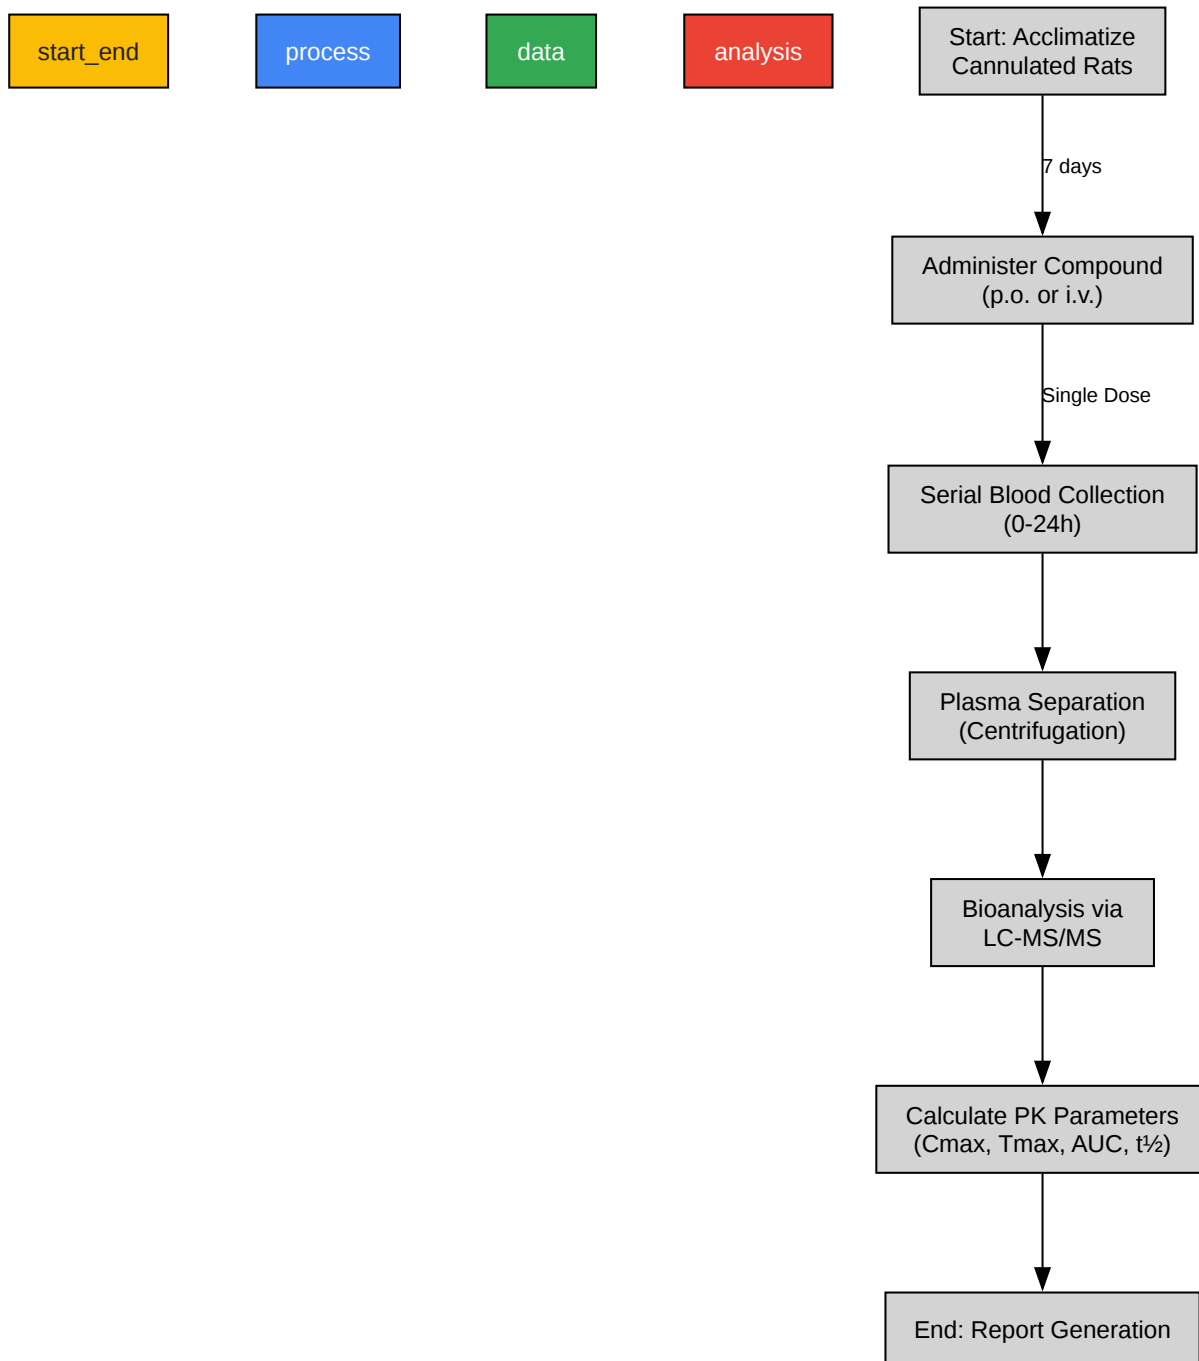 start_end
process
data
analysis
Start: Acclimatize
Cannulated Rats
7 days
Administer Compound
(p.o. or i.v.)
Single Dose
Serial Blood Collection
(0-24h)
Plasma Separation
(Centrifugation)
Bioanalysis via
LC-MS/MS
Calculate PK Parameters
(Cmax, Tmax, AUC, t½)
End: Report Generation